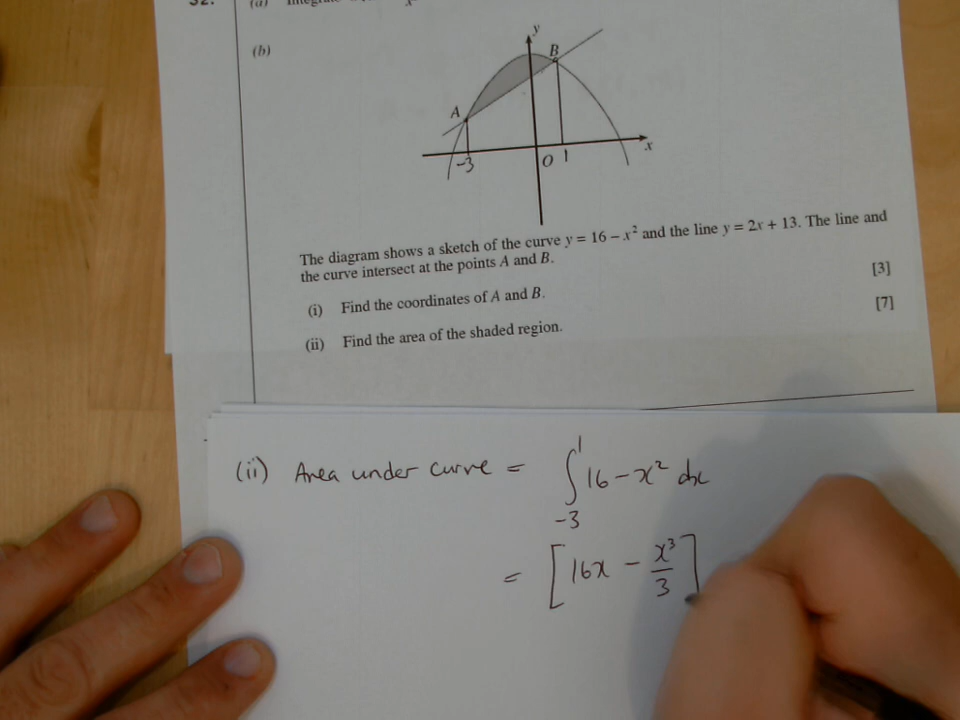 (a)
(b)
y
B
A
-3
O
1
x
The diagram shows a sketch of the curve y = 16 – x² and the line y = 2x + 13. The line and
the curve intersect at the points A and B.
(i) Find the coordinates of A and B. [3]
(ii) Find the area of the shaded region. [7]
(ii) Area under curve = ∫₋₃¹ 16 – x² dx
= [16x – x³/3]